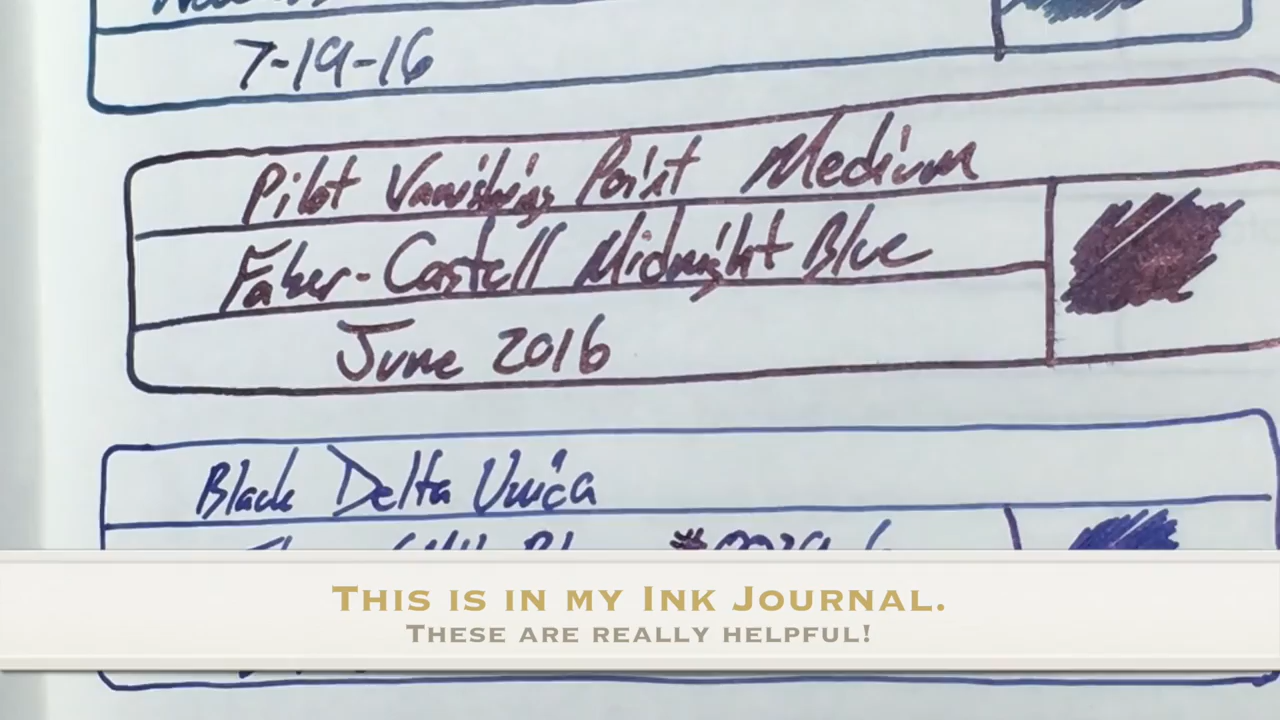 7-19-16
Pilot Vanishing Point Medium
Faber-Castell Midnight Blue
June 2016
Black Delta Unica
This is in my Ink Journal.
These are really helpful!